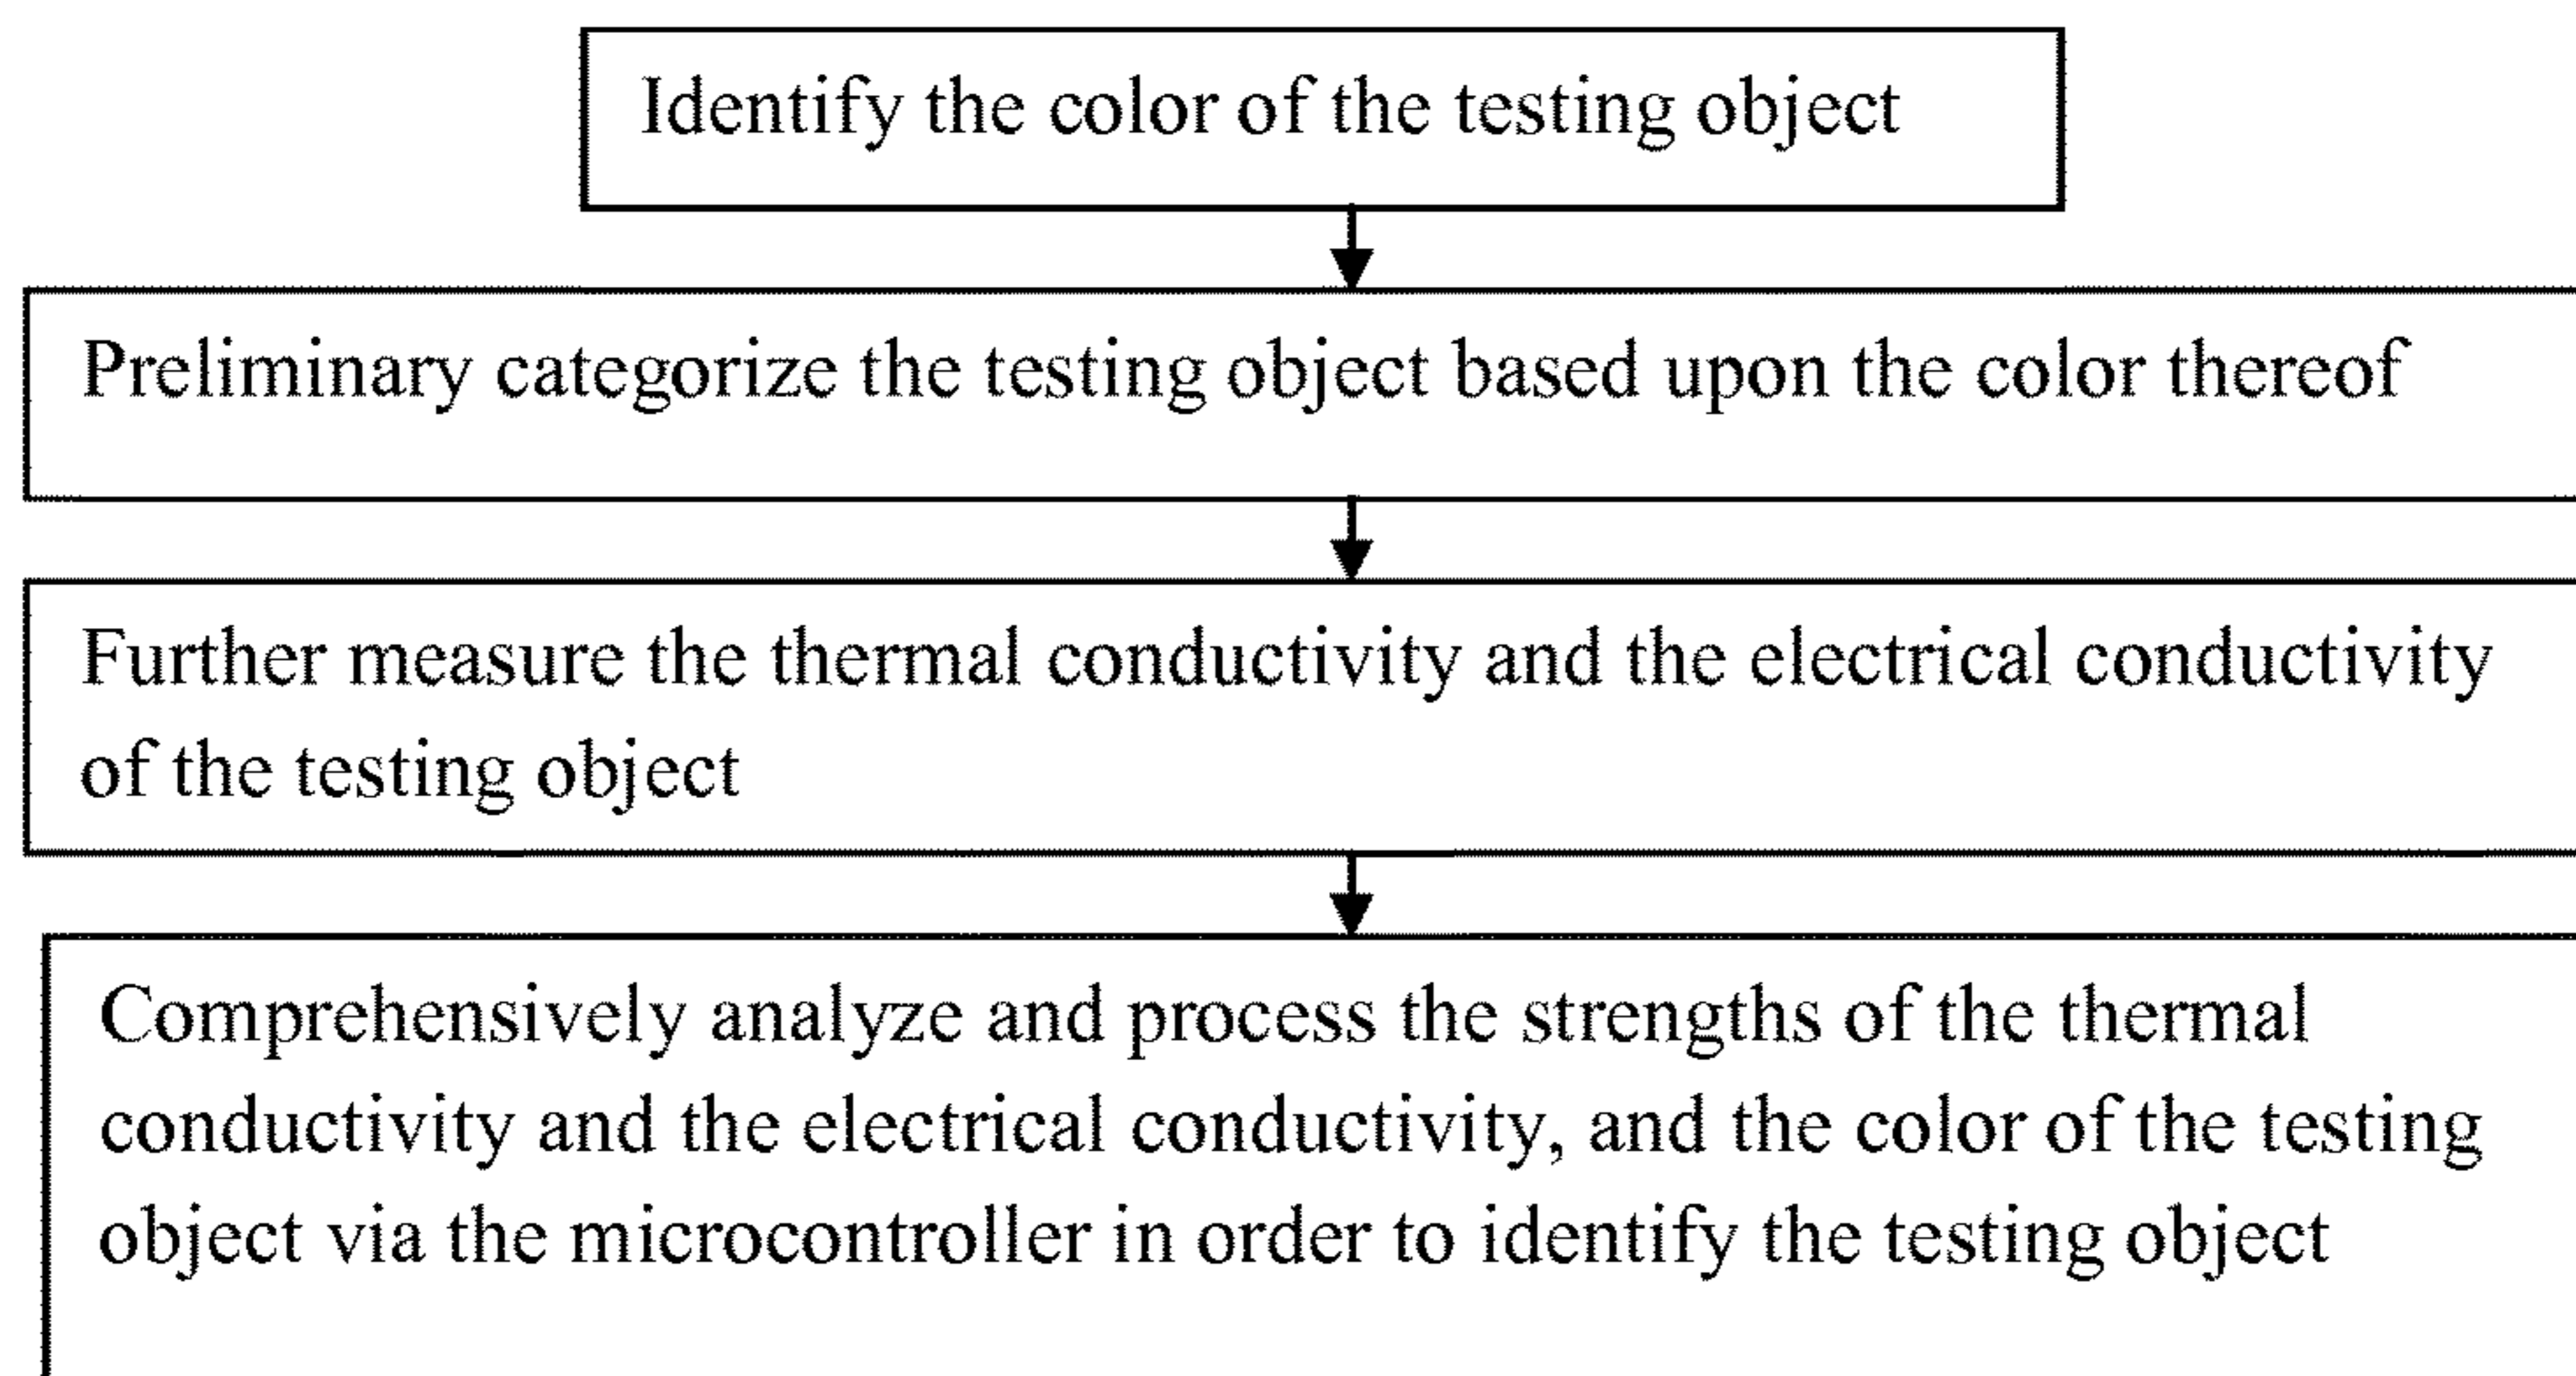 Identify the color of the testing object
Preliminary categorize the testing object based upon the color thereof
Further measure the thermal conductivity and the electrical conductivity
of the testing object
Comprehensively analyze and process the strengths of the thermal
conductivity and the electrical conductivity, and the color of the testing
object via the microcontroller in order to identify the testing object